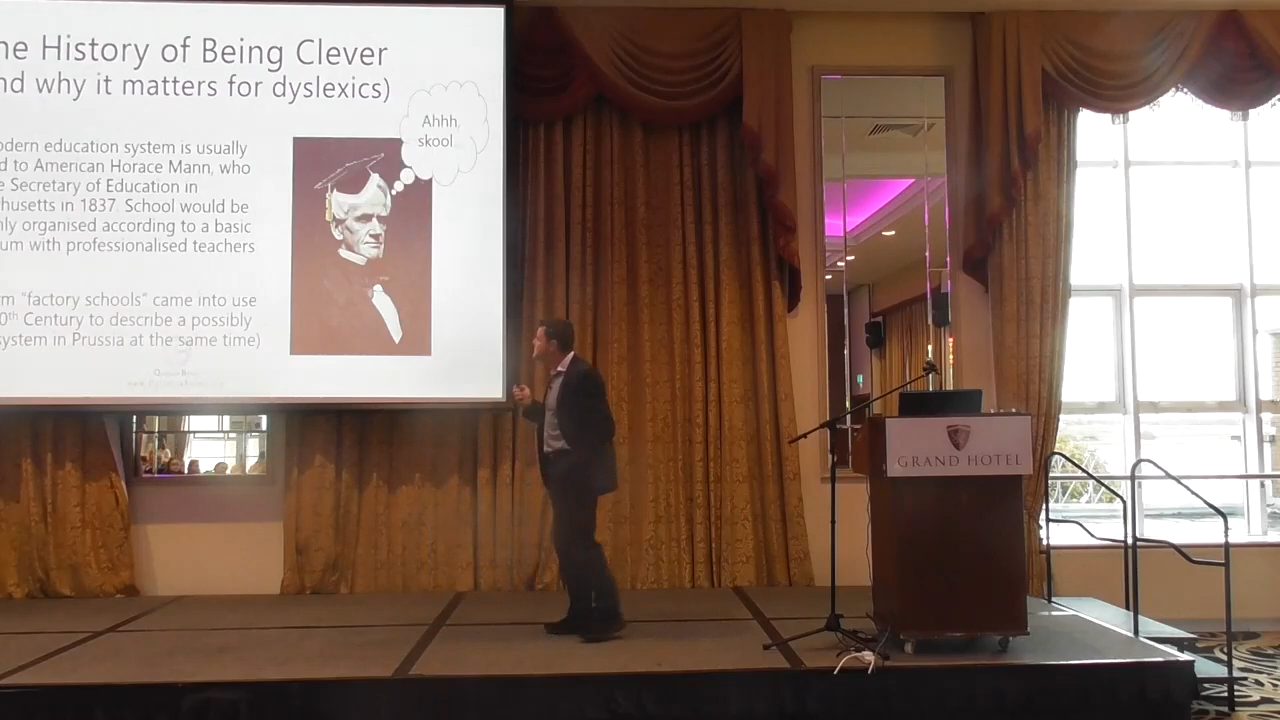 he History of Being Clever
nd why it matters for dyslexics)
Ahhh,
skool
odern education system is usually
d to American Horace Mann, who
e Secretary of Education in
husetts in 1837. School would be
nly organised according to a basic
um with professionalised teachers
rm "factory schools" came into use
0th Century to describe a possibly
system in Prussia at the same time)
GRAND HOTEL